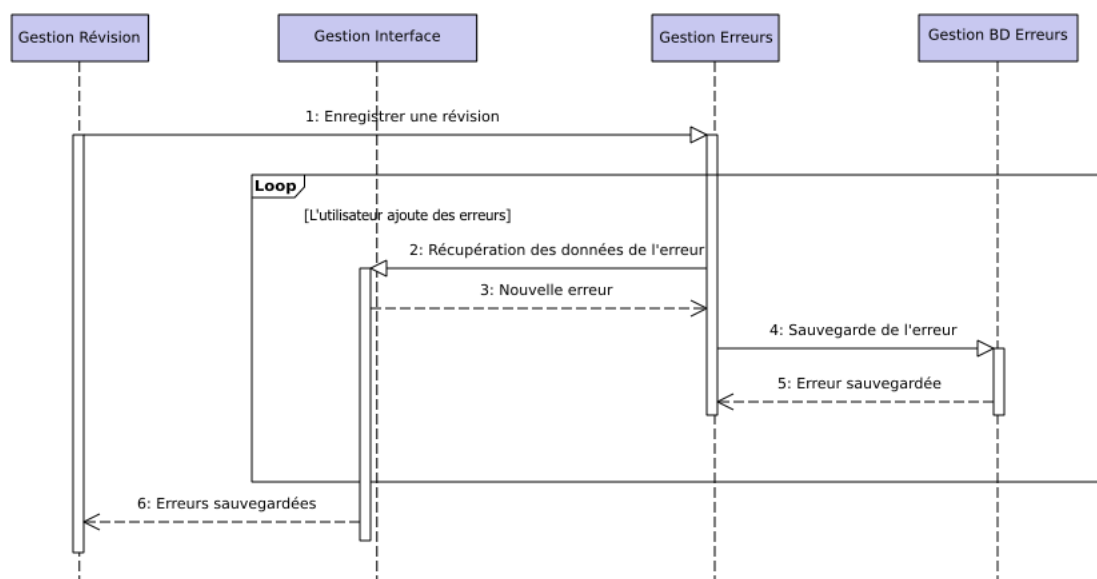 Gestion Révision
Gestion Interface
Gestion Erreurs
Gestion BD Erreurs
1: Enregistrer une révision
Loop
[L'utilisateur ajoute des erreurs]
2: Récupération des données de l'erreur
3: Nouvelle erreur
4: Sauvegarde de l'erreur
5: Erreur sauvegardée
6: Erreurs sauvegardées